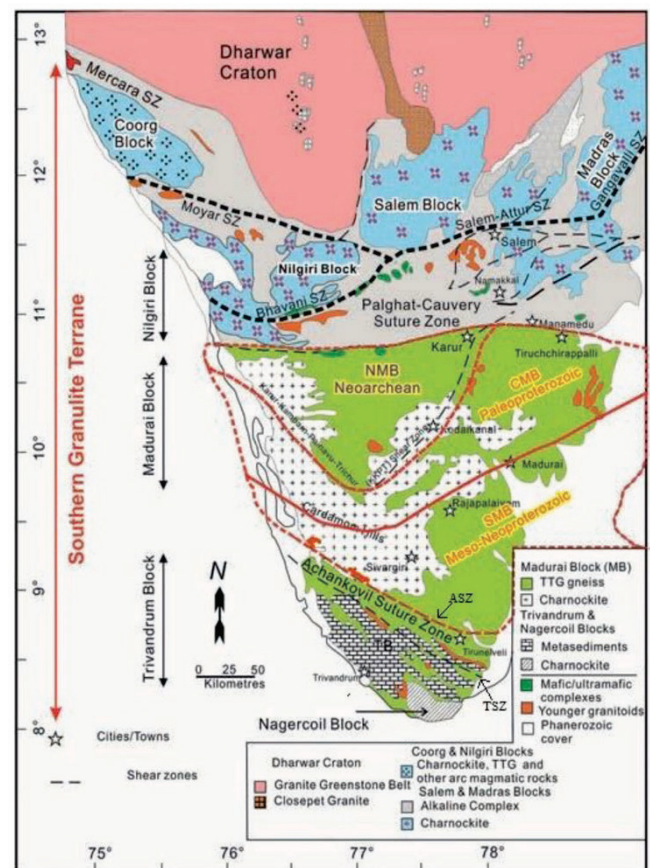 13°
12°
11°
10°
9°
8°
Southern Granulite Terrane
Nilgiri Block
Madurai Block
Trivandrum Block
Dharwar
Craton
Mercara SZ
Coorg
Block
Moyar SZ
Salem Block
Madras
Block
Gangavalli SZ
Salem-Attur SZ
Salem
Nilgiri Block
Bhavani SZ
Namakkal
Palghat-Cauvery
Suture Zone
Manamedu
Karur
Tiruchchirappalli
NMB
Neoarchean
CMB
Paleoproterozoic
Shear zone
Kodaikanal
Madurai
Cardamom hills
Rajapalaiyam
SMB
Meso-Neoproterozoic
Sivargiri
Achankovil Suture Zone
ASZ
TB
Tirunelveli
Trivandrum
TSZ
Nagercoil Block
N
0 25 50
Kilometres
Cities/Towns
Shear zones
Madurai Block (MB)
TTG gneiss
Charnockite
Trivandrum &
Nagercoil Blocks
Metasediments
Charnockite
Mafic/ultramafic
complexes
Younger granitoids
Phanerozoic
cover
Dharwar Craton
Granite Greenstone Belt
Closepet Granite
Coorg & Nilgiri Blocks
Charnockite, TTG and
other arc magmatic rocks
Salem & Madras Blocks
Alkaline Complex
Charnockite
75°
76°
77°
78°